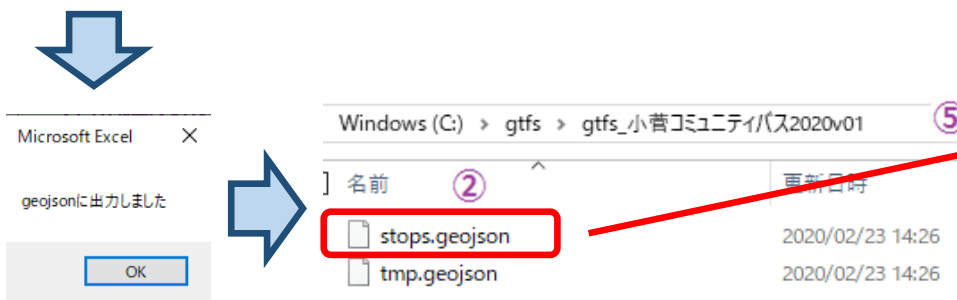 Microsoft Excel
geojsonに出力しました
OK
Windows (C:) > gtfs > gtfs_小菅コミュニティバス2020v01
⑤
名前
②
更新日時
stops.geojson
2020/02/23 14:26
tmp.geojson
2020/02/23 14:26